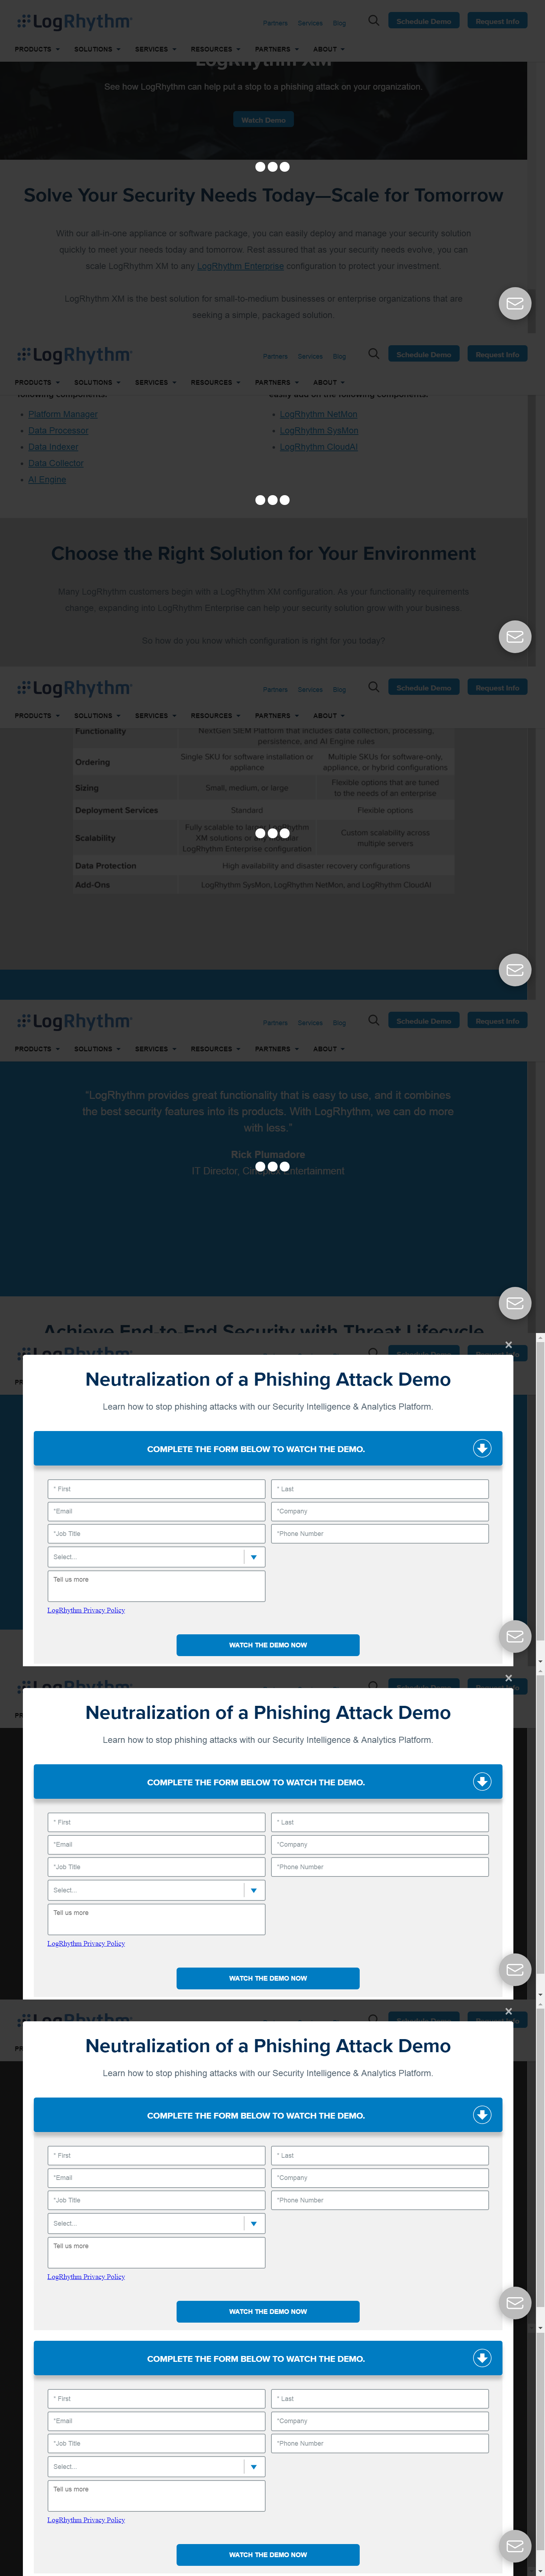 LogRhythm
Partners Services Blog Schedule Demo Request Info
PRODUCTS SOLUTIONS SERVICES RESOURCES PARTNERS ABOUT
LogRhythm XM
See how LogRhythm can help put a stop to a phishing attack on your organization.
Watch Demo
Solve Your Security Needs Today—Scale for Tomorrow
With our all-in-one appliance or software package, you can easily deploy and manage your security solution
quickly to meet your needs today and tomorrow. Rest assured that as your security needs evolve, you can
scale LogRhythm XM to any LogRhythm Enterprise configuration to protect your investment.
LogRhythm XM is the best solution for small-to-medium businesses or enterprise organizations that are
seeking a simple, packaged solution.
LogRhythm
Partners Services Blog Schedule Demo Request Info
PRODUCTS SOLUTIONS SERVICES RESOURCES PARTNERS ABOUT
following components: easily add on the following components:
Platform Manager
Data Processor
Data Indexer
Data Collector
AI Engine
LogRhythm NetMon
LogRhythm SysMon
LogRhythm CloudAI
Choose the Right Solution for Your Environment
Many LogRhythm customers begin with a LogRhythm XM configuration. As your functionality requirements
change, expanding into LogRhythm Enterprise can help your security solution grow with your business.
So how do you know which configuration is right for you today?
LogRhythm
Partners Services Blog Schedule Demo Request Info
PRODUCTS SOLUTIONS SERVICES RESOURCES PARTNERS ABOUT
Functionality NextGen SIEM Platform that includes data collection, processing,
persistence, and AI Engine rules
Ordering Single SKU for software installation or
appliance
Multiple SKUs for software-only,
appliance, or hybrid configurations
Sizing Small, medium, or large
Flexible options that are tuned
to the needs of an enterprise
Deployment Services Standard Flexible options
Scalability Fully scalable to
XM solutions or
LogRhythm Enterprise configuration
Custom scalability across
multiple servers
Data Protection High availability and disaster recovery configurations
Add-Ons LogRhythm SysMon, LogRhythm NetMon, and LogRhythm CloudAI
LogRhythm
Partners Services Blog Schedule Demo Request Info
PRODUCTS SOLUTIONS SERVICES RESOURCES PARTNERS ABOUT
"LogRhythm provides great functionality that is easy to use, and it combines
the best security features into its products. With LogRhythm, we can do more
with less."
Rick Plumadore
IT Director, Entertainment
Achieve End-to-End Security with Threat Lifecycle
×
Neutralization of a Phishing Attack Demo
Learn how to stop phishing attacks with our Security Intelligence & Analytics Platform.
COMPLETE THE FORM BELOW TO WATCH THE DEMO.
* First
* Last
*Email
*Company
*Job Title
*Phone Number
Select...
Tell us more
LogRhythm Privacy Policy
WATCH THE DEMO NOW
×
Neutralization of a Phishing Attack Demo
Learn how to stop phishing attacks with our Security Intelligence & Analytics Platform.
COMPLETE THE FORM BELOW TO WATCH THE DEMO.
* First
* Last
*Email
*Company
*Job Title
*Phone Number
Select...
Tell us more
LogRhythm Privacy Policy
WATCH THE DEMO NOW
×
Neutralization of a Phishing Attack Demo
Learn how to stop phishing attacks with our Security Intelligence & Analytics Platform.
COMPLETE THE FORM BELOW TO WATCH THE DEMO.
* First
* Last
*Email
*Company
*Job Title
*Phone Number
Select...
Tell us more
LogRhythm Privacy Policy
WATCH THE DEMO NOW
COMPLETE THE FORM BELOW TO WATCH THE DEMO.
* First
* Last
*Email
*Company
*Job Title
*Phone Number
Select...
Tell us more
LogRhythm Privacy Policy
WATCH THE DEMO NOW